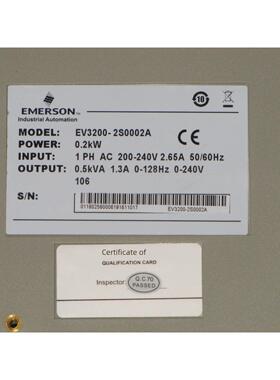 10
EMERSON
Industrial Automation
MODEL: EV3200-2S0002A
POWER: 0.2kW
INPUT: 1 PH AC 200-240V 2.65A 50/60Hz
OUTPUT: 0.5kVA 1.3A 0-128Hz 0-240V
106
S/N:
EV3200-2S0002A
Certificate of
QUALIFICATION CARD
Inspector:
Q.C.70
PASSED
CE